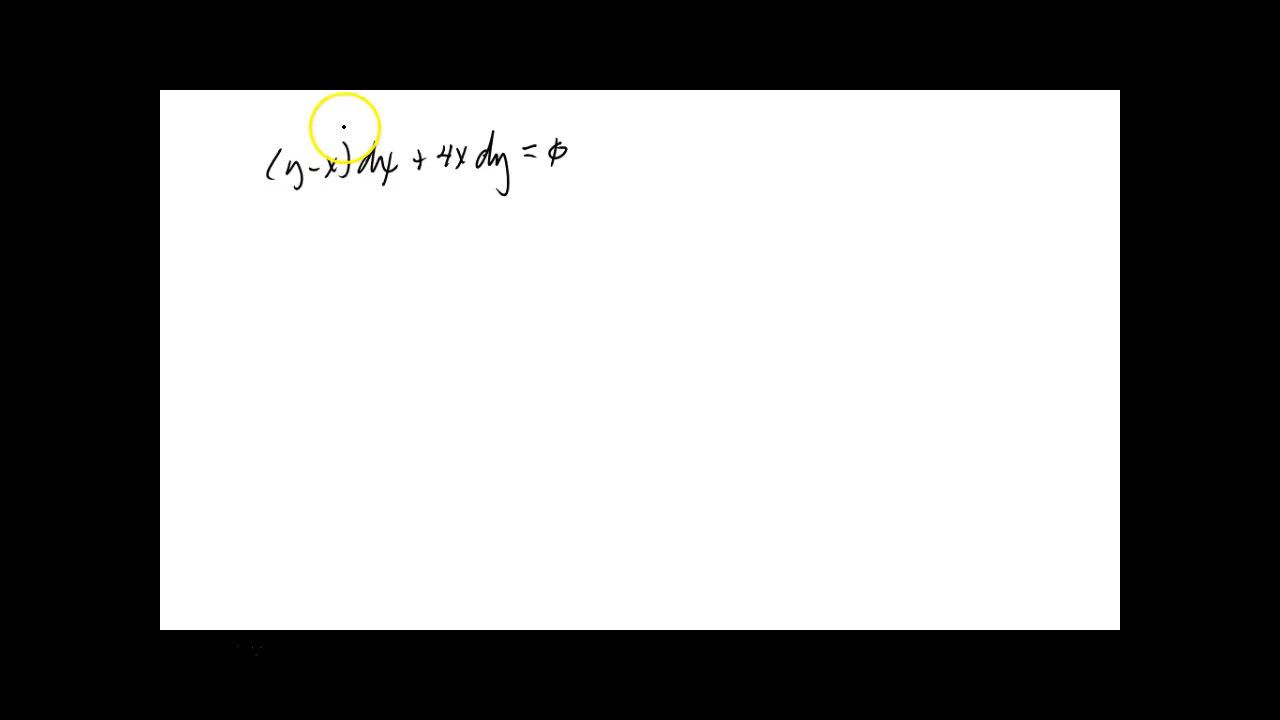 (y-x)dx + 4x dy = 0